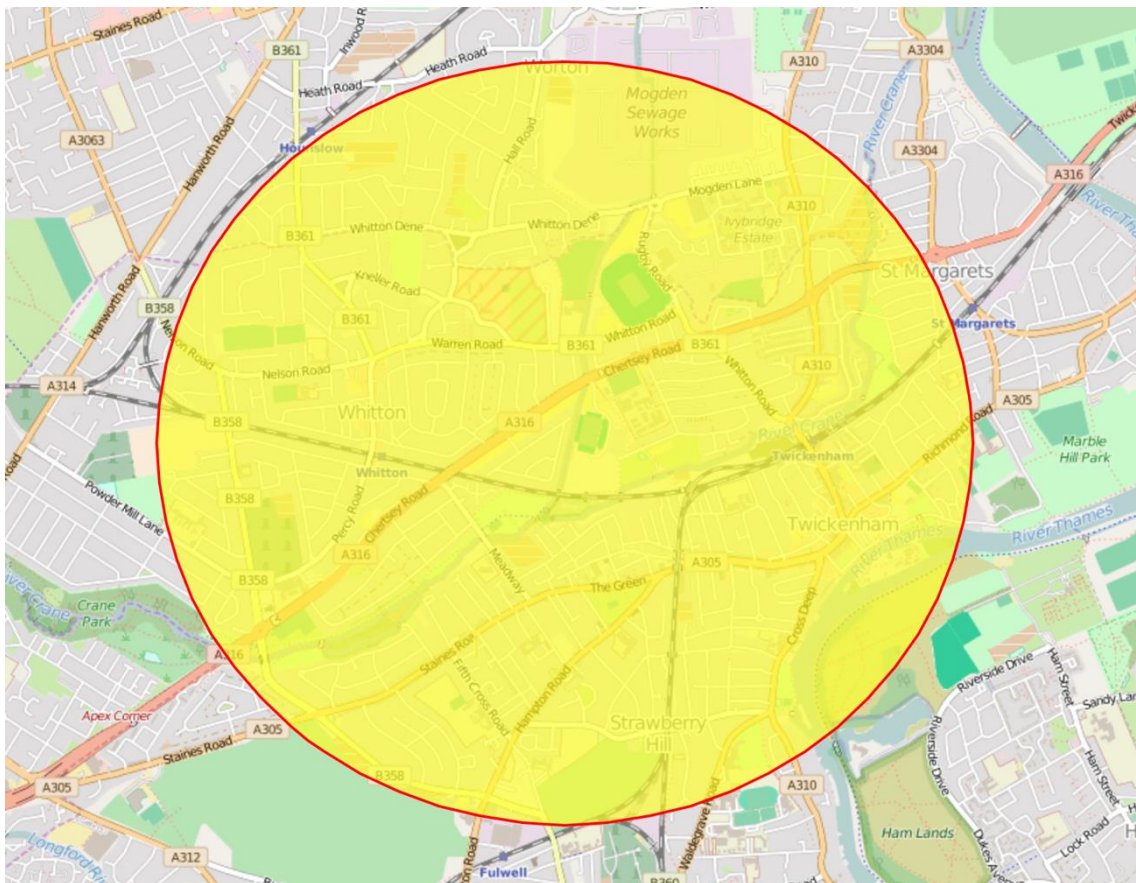 Staines Road
B361
Inwood Road
Heath Road
Heath Road
Worton
A310
A3304
River Crane
A3063
Hanworth Road
Hounslow
Hall Road
Mogden
Sewage
Works
A3304
A316
Mogden Lane
A310
Whitton Dene
Whitton Dene
B361
Rugby Road
Ivybridge
Estate
St Margarets
Kneller Road
Hanworth Road
B358
B361
Whitton Road
St Margarets
Nelson Road
Warren Road
B361
B361
Nelson Road
Chertsey Road
A310
A314
Whitton Road
A305
Whitton
A316
B358
River Crane
Richmond Road
Marble
Hill Park
Whitton
Twickenham
Powder Mill Lane
B358
Percy Road
Chertsey Road
Twickenham
River Thames
River Thames
A316
Meadway
A305
B358
The Green
River Crane
Crane
Park
Cross Deep
A316
Staines Roa
Fifth Cross Road
Hampton Road
Riverside Drive
Ham Street
Apex Corner
A305
Strawberry
Hill
Staines Road
Riverside Drive
Ham Street
B358
A305
A310
Waldegrave Road
Ham Lands
Dukes Aven
Lock Road
A312
Fulwell
B360